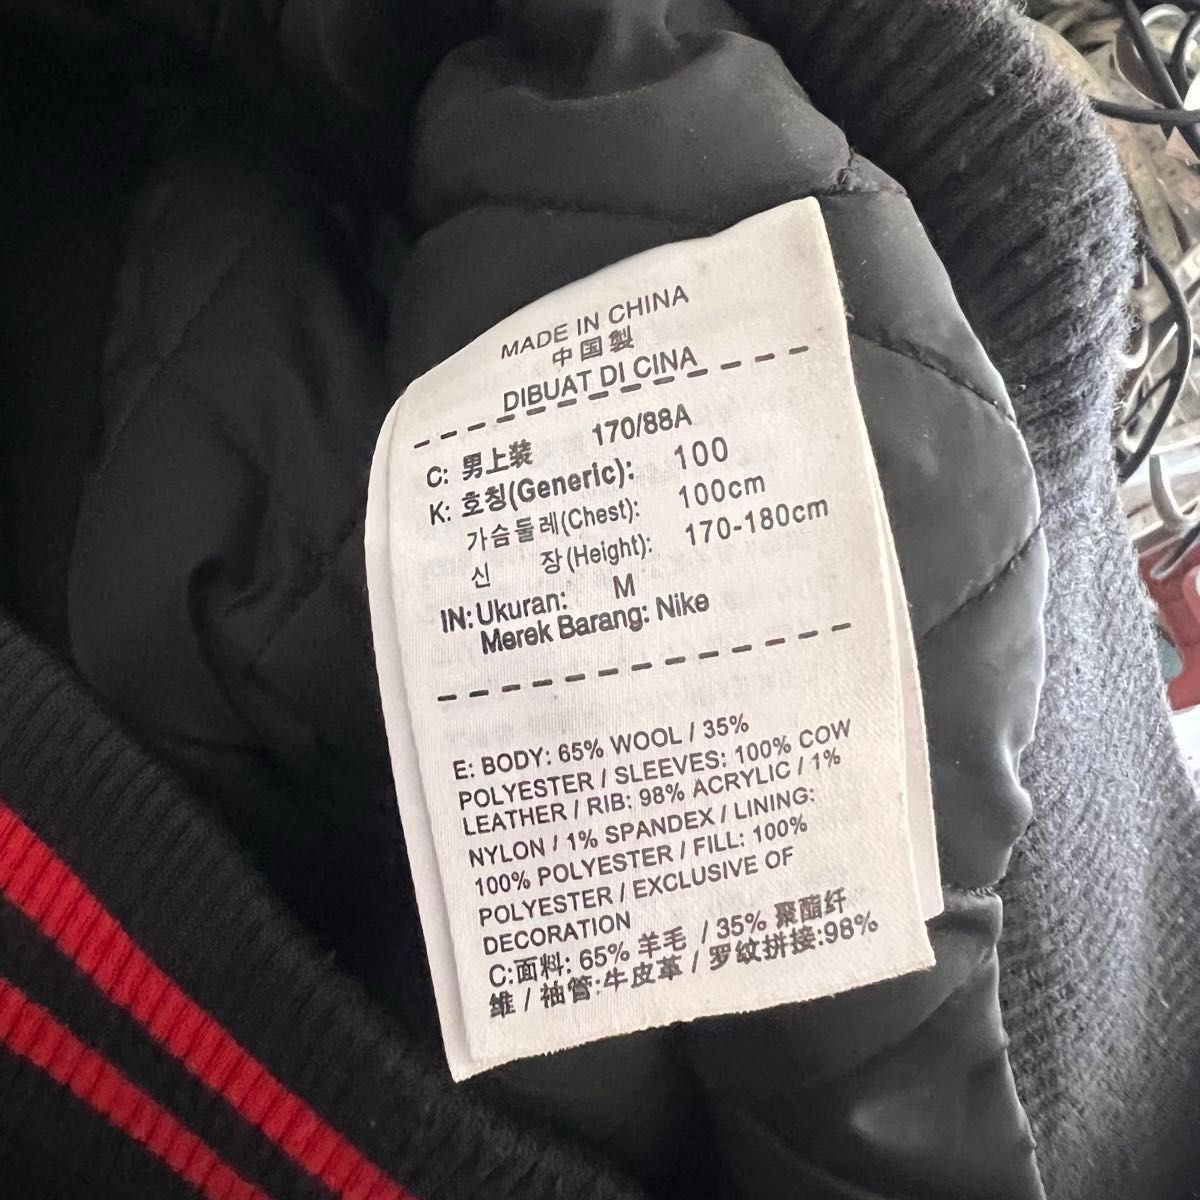 MADE IN CHINA
中国製
DIBUAT DI CINA
C: 男上装 170/88A
K: 호칭(Generic): 100
가슴둘레(Chest): 100cm
신 장(Height): 170-180cm
IN: Ukuran: M
Merek Barang: Nike
E: BODY: 65% WOOL / 35%
POLYESTER / SLEEVES: 100% COW
LEATHER / RIB: 98% ACRYLIC / 1%
NYLON / 1% SPANDEX / LINING:
100% POLYESTER / FILL: 100%
POLYESTER / EXCLUSIVE OF
DECORATION
C:面料: 65% 羊毛 / 35% 聚酯纤
维 / 袖管:牛皮革 / 罗纹拼接:98%